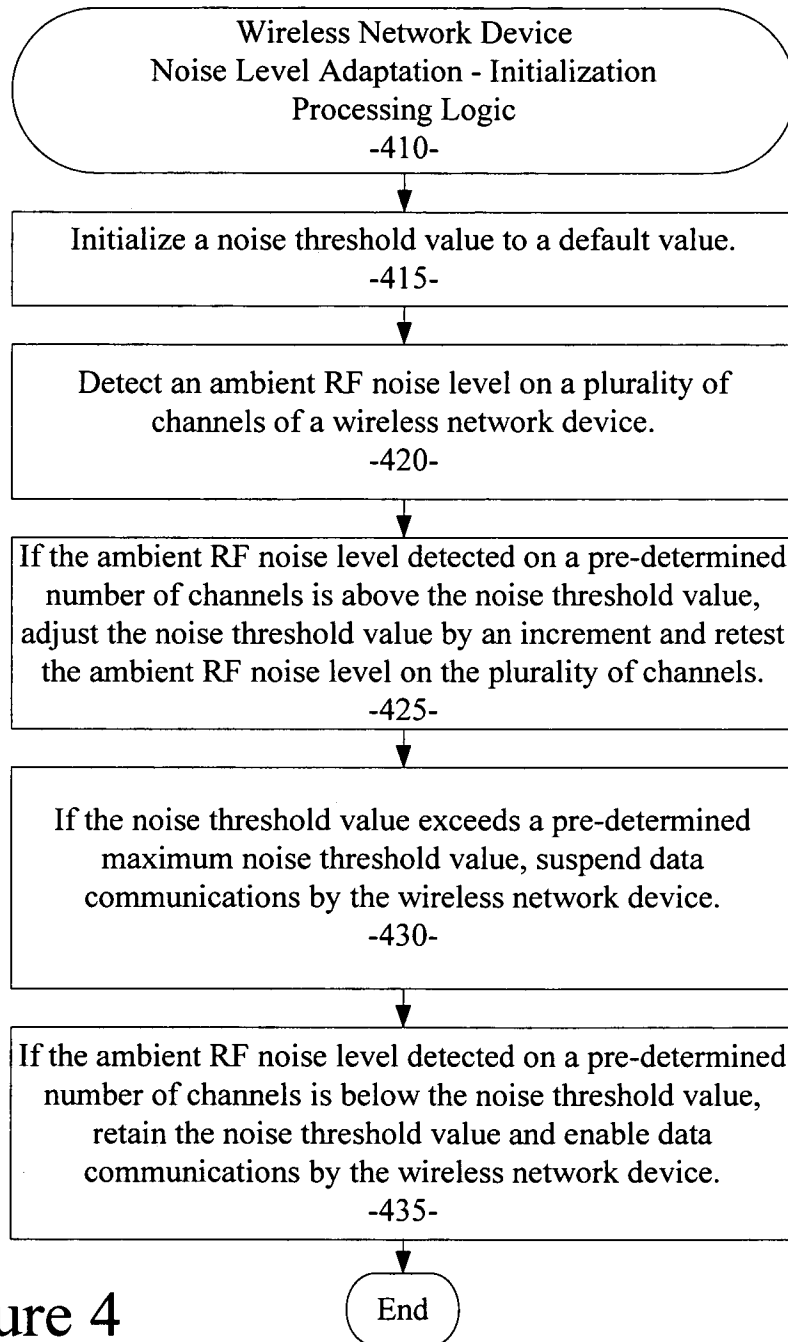 Wireless Network Device
Noise Level Adaptation - Initialization
Processing Logic
-410-
Initialize a noise threshold value to a default value.
-415-
Detect an ambient RF noise level on a plurality of
channels of a wireless network device.
-420-
If the ambient RF noise level detected on a pre-determined
number of channels is above the noise threshold value,
adjust the noise threshold value by an increment and retest
the ambient RF noise level on the plurality of channels.
-425-
If the noise threshold value exceeds a pre-determined
maximum noise threshold value, suspend data
communications by the wireless network device.
-430-
If the ambient RF noise level detected on a pre-determined
number of channels is below the noise threshold value,
retain the noise threshold value and enable data
communications by the wireless network device.
-435-
End
ure 4